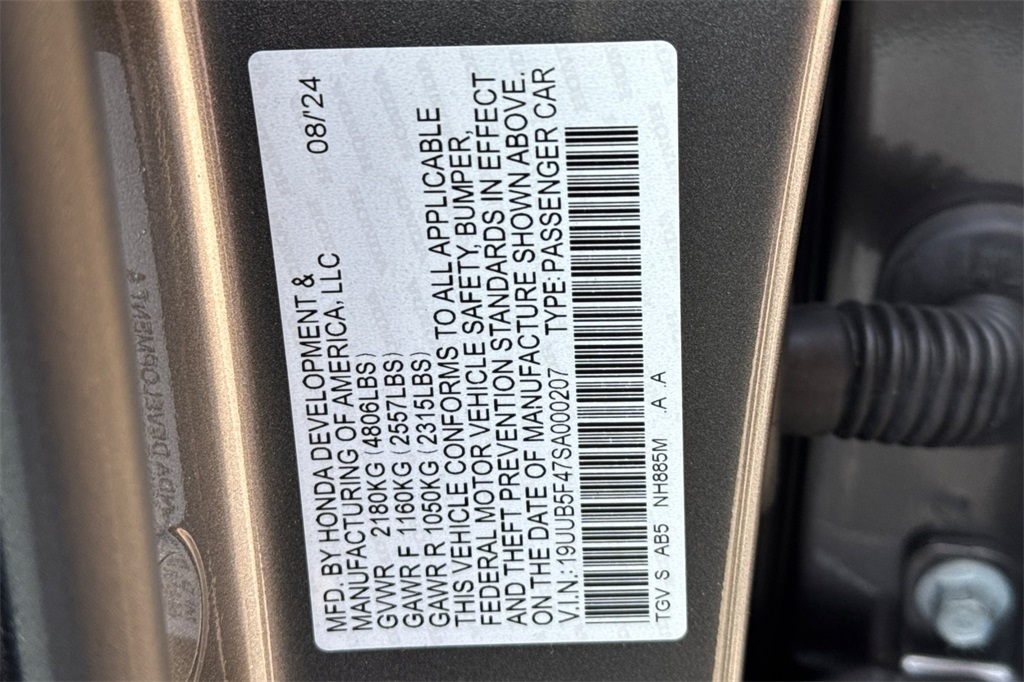 MFD. BY HONDA DEVELOPMENT &
MANUFACTURING OF AMERICA, LLC 08/'24
GVWR 2180KG (4806LBS)
GAWR F 1160KG (2557LBS)
GAWR R 1050KG (2315LBS)
THIS VEHICLE CONFORMS TO ALL APPLICABLE
FEDERAL MOTOR VEHICLE SAFETY, BUMPER,
AND THEFT PREVENTION STANDARDS IN EFFECT
ON THE DATE OF MANUFACTURE SHOWN ABOVE.
V.I.N.: 19UUB5F47SA000207 TYPE: PASSENGER CAR
TGV S AB5 NH885M .A .A